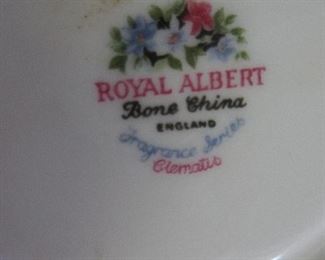 ROYAL ALBERT
Bone China
ENGLAND
Fragrance Series
Clematis